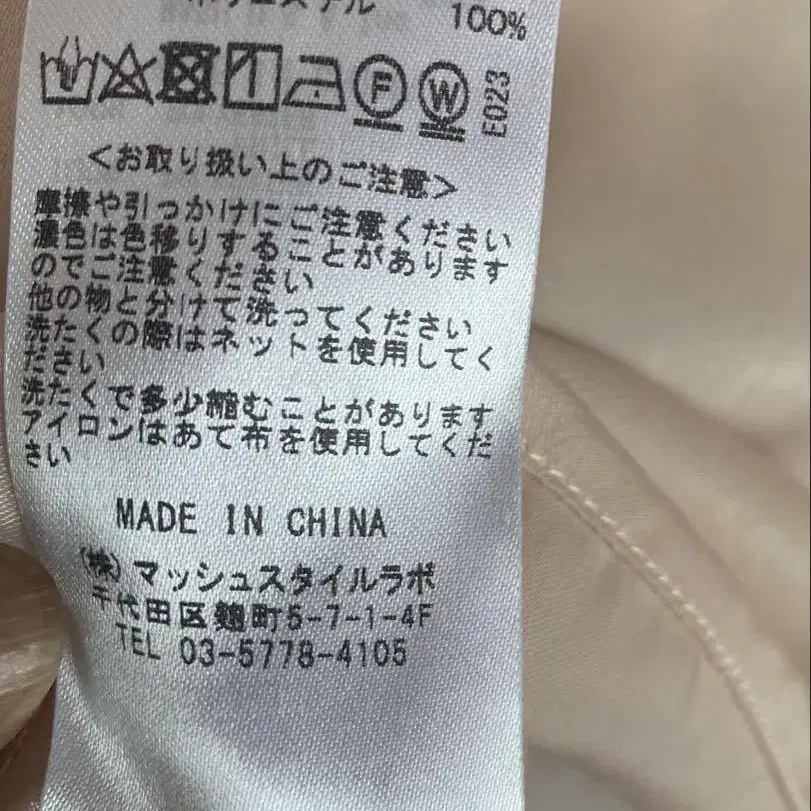 ポリエステル 100%
F W E023
＜お取り扱い上のご注意＞
摩擦や引っかけにご注意ください
濃色は色移りすることがあります
のでご注意ください
他の物と分けて洗ってください
洗たくの際はネットを使用してく
ださい
洗たくで多少縮むことがあります
アイロンはあて布を使用してくだ
さい
MADE IN CHINA
(株)マッシュスタイルラボ
千代田区麹町5-7-1-4F
TEL 03-5778-4105